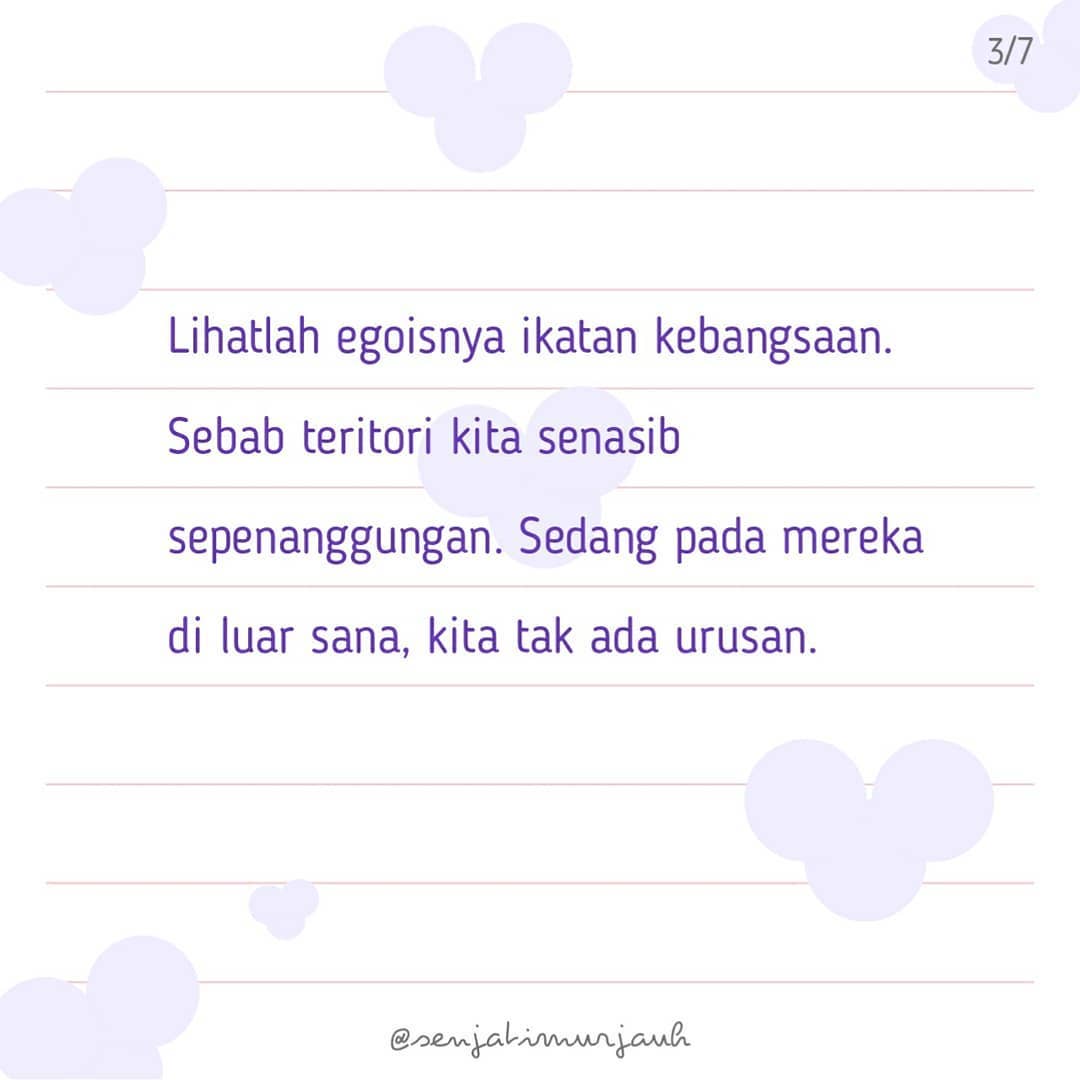 3/7
Lihatlah egoisnya ikatan kebangsaan.
Sebab teritori kita senasib
sepenanggungan. Sedang pada mereka
di luar sana, kita tak ada urusan.
@senjatimurjauh